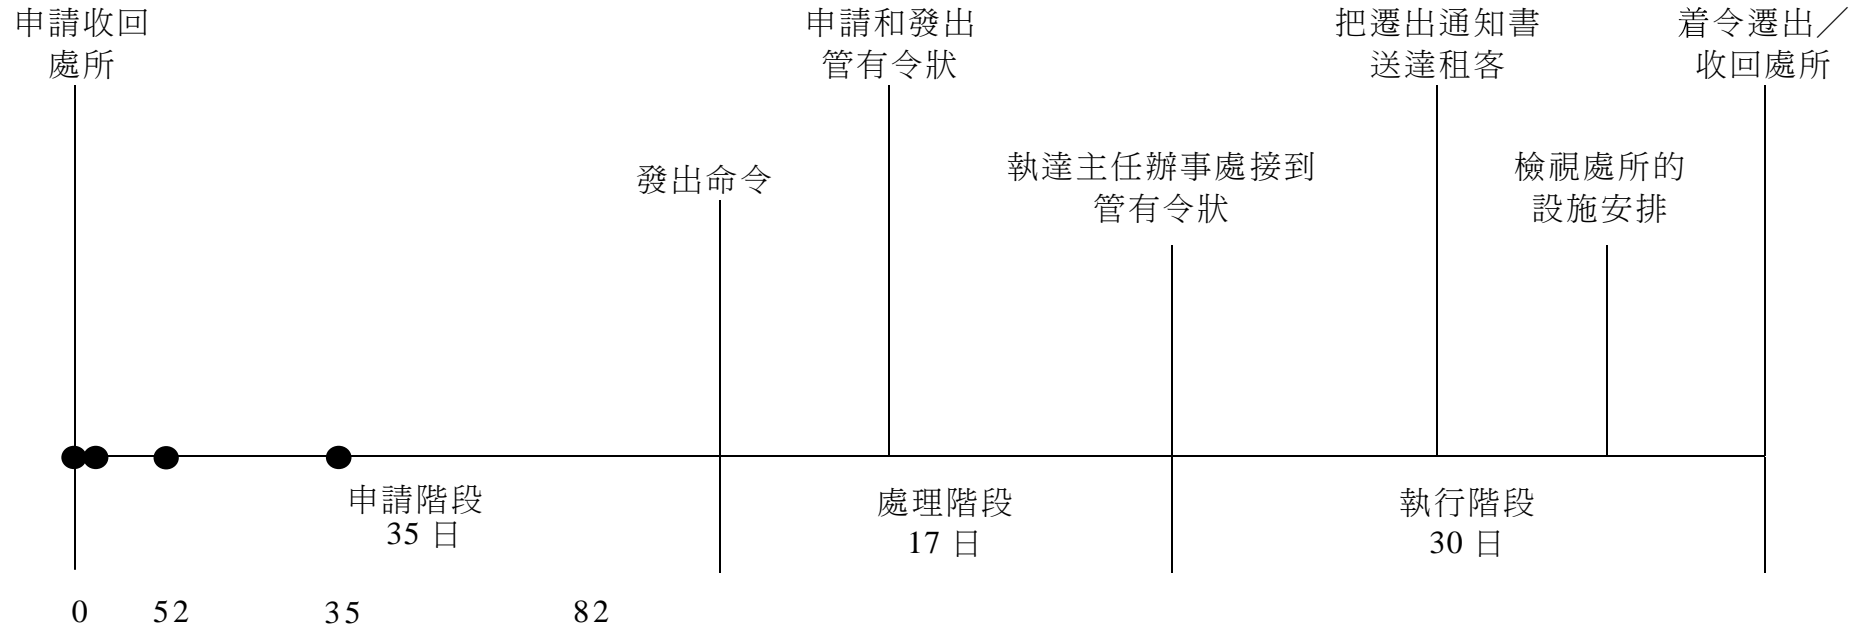 申請收回
處所
申請和發出
管有令狀
把遷出通知書
送達租客
着令遷出／
收回處所
發出命令
執達主任辦事處接到
管有令狀
檢視處所的
設施安排
申請階段
35 日
處理階段
17 日
執行階段
30 日
0 52 35 82